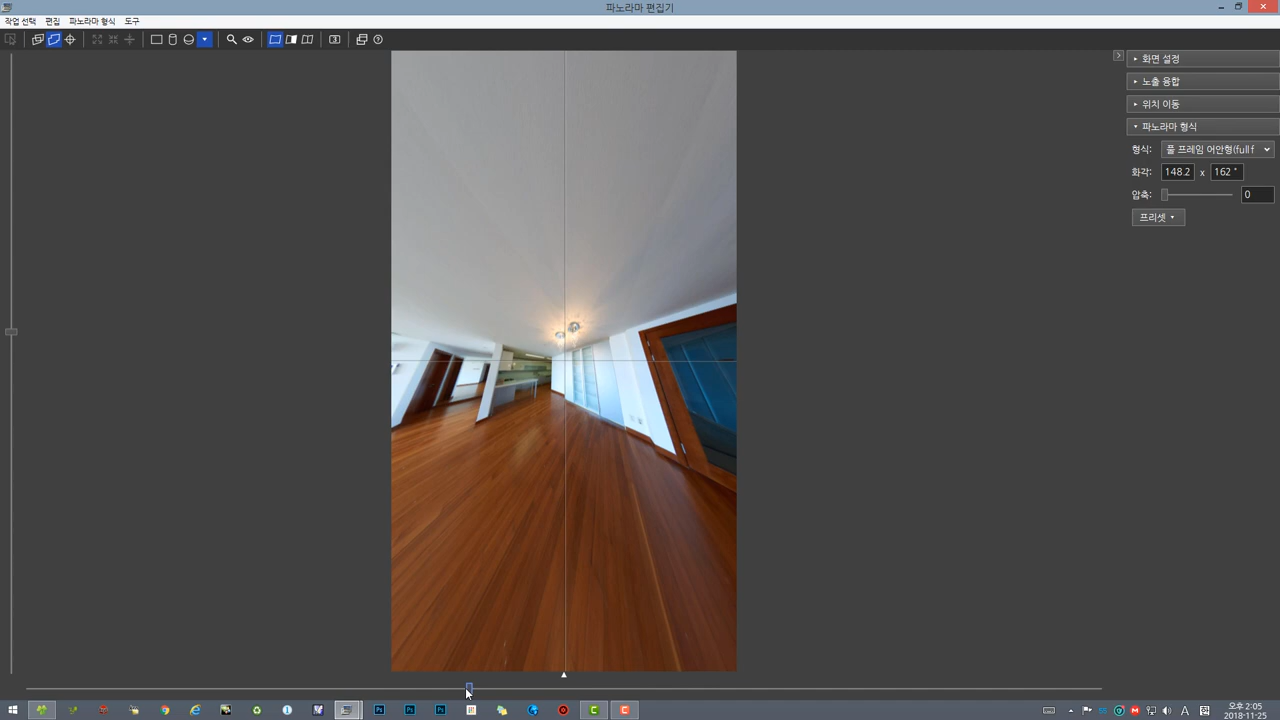 파노라마 편집기
작업 선택 편집 파노라마 형식 도구
화면 설정
노출 융합
위치 이동
파노라마 형식
형식: 풀 프레임 어안형(full f
화각: 148.2 x 162 °
압축: 0
프리셋
오후 2:05
2018-11-25